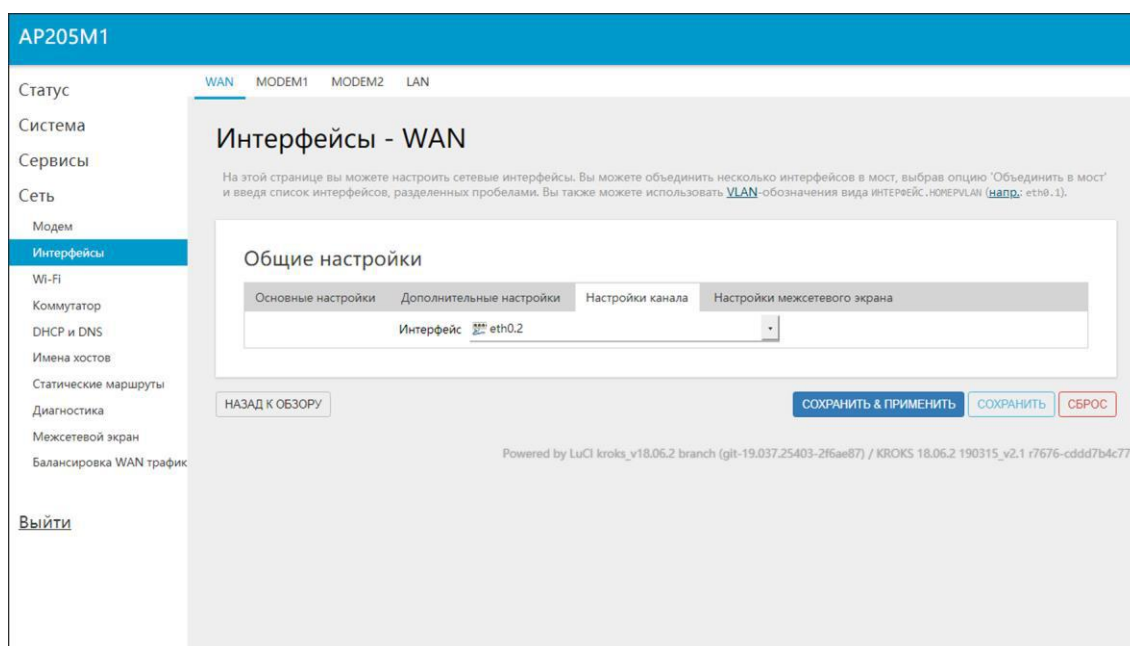 AP205M1
Статус
Система
Сервисы
Сеть
Модем
Интерфейсы
Wi-Fi
Коммутатор
DHCP и DNS
Имена хостов
Статические маршруты
Диагностика
Межсетевой экран
Балансировка WAN трафик
Выйти
WAN MODEM1 MODEM2 LAN
Интерфейсы - WAN
На этой странице вы можете настроить сетевые интерфейсы. Вы можете объединить несколько интерфейсов в мост, выбрав опцию 'Объединить в мост'
и введя список интерфейсов, разделенных пробелами. Вы также можете использовать VLAN-обозначения вида ИНТЕРФЕЙС.НОМЕРVLAN (напр.: eth0.1).
Общие настройки
Основные настройки Дополнительные настройки Настройки канала Настройки межсетевого экрана
Интерфейс eth0.2
НАЗАД К ОБЗОРУ СОХРАНИТЬ & ПРИМЕНИТЬ СОХРАНИТЬ СБРОС
Powered by LuCI kroks_v18.06.2 branch (git-19.037.25403-2f6ae87) / KROKS 18.06.2 190315_v2.1 r7676-cddd7b4c77